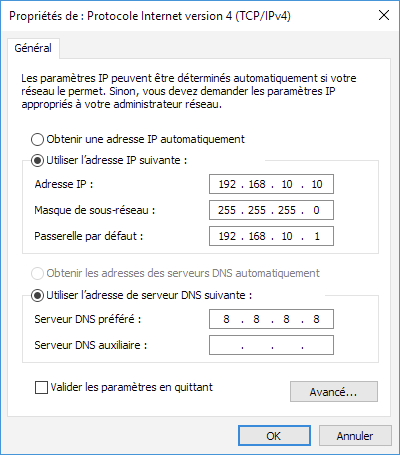 Propriétés de : Protocole Internet version 4 (TCP/IPv4)
Général
Les paramètres IP peuvent être déterminés automatiquement si votre
réseau le permet. Sinon, vous devez demander les paramètres IP
appropriés à votre administrateur réseau.
Obtenir une adresse IP automatiquement
Utiliser l'adresse IP suivante :
Adresse IP : 192 . 168 . 10 . 10
Masque de sous-réseau : 255 . 255 . 255 . 0
Passerelle par défaut : 192 . 168 . 10 . 1
Obtenir les adresses des serveurs DNS automatiquement
Utiliser l'adresse de serveur DNS suivante :
Serveur DNS préféré : 8 . 8 . 8 . 8
Serveur DNS auxiliaire : . . .
Valider les paramètres en quittant
Avancé...
OK Annuler